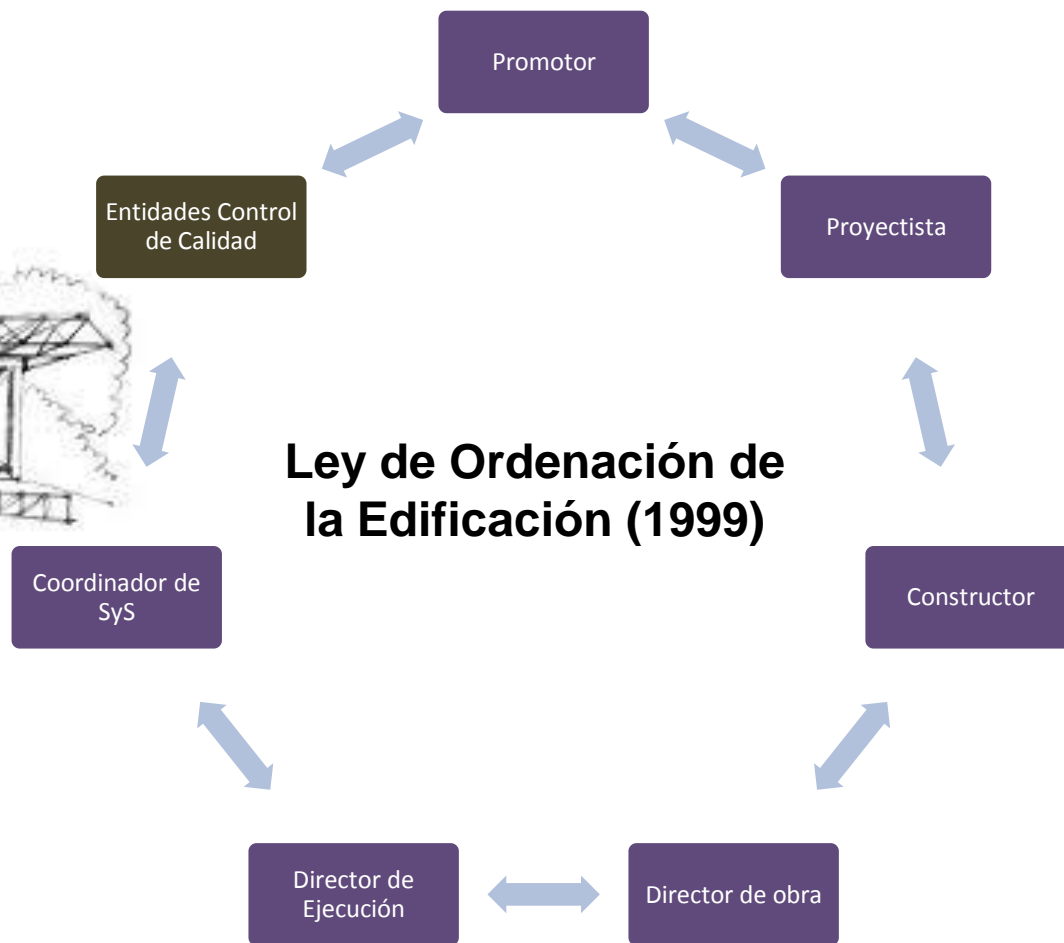 Promotor
Entidades Control
de Calidad
Proyectista
Ley de Ordenación de
la Edificación (1999)
Coordinador de
SyS
Constructor
Director de
Ejecución
Director de obra